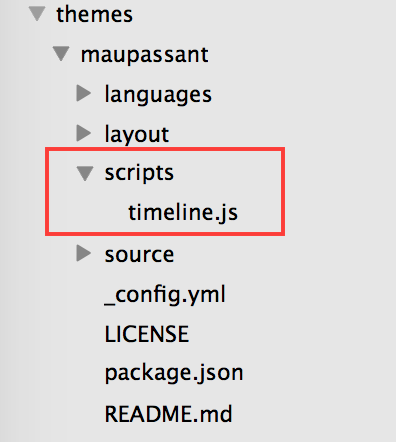 themes
maupassant
languages
layout
scripts
timeline.js
source
_config.yml
LICENSE
package.json
README.md